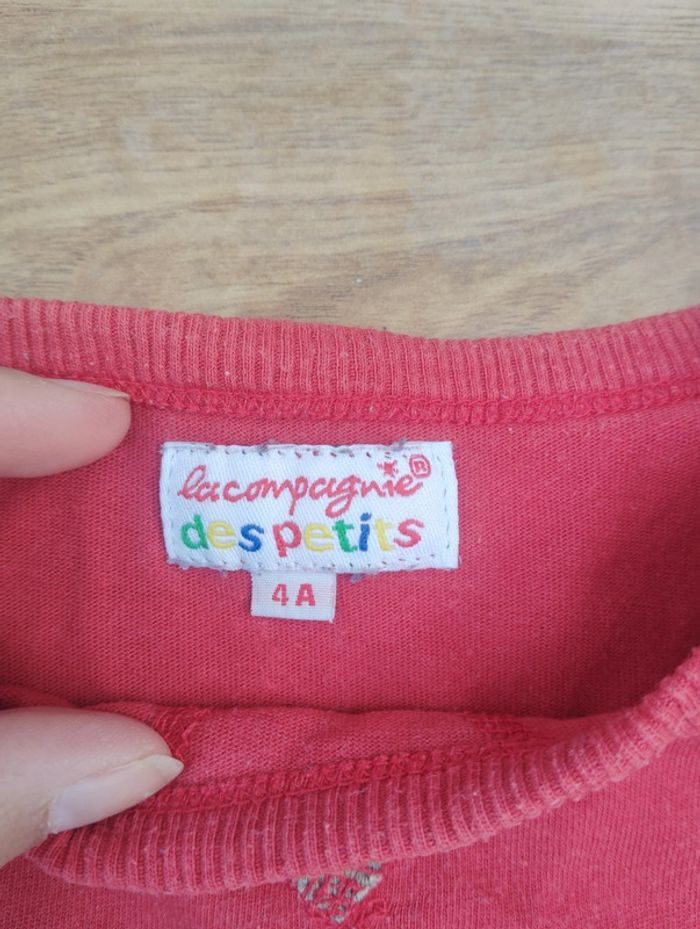 lacompagnie®
despetits
4A